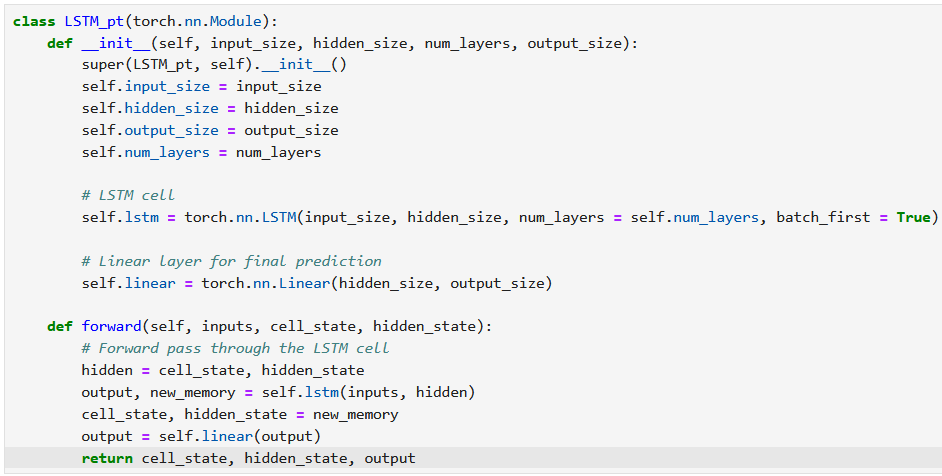 class LSTM_pt(torch.nn.Module):
    def __init__(self, input_size, hidden_size, num_layers, output_size):
        super(LSTM_pt, self).__init__()
        self.input_size = input_size
        self.hidden_size = hidden_size
        self.output_size = output_size
        self.num_layers = num_layers

        # LSTM cell
        self.lstm = torch.nn.LSTM(input_size, hidden_size, num_layers = self.num_layers, batch_first = True)

        # Linear layer for final prediction
        self.linear = torch.nn.Linear(hidden_size, output_size)

    def forward(self, inputs, cell_state, hidden_state):
        # Forward pass through the LSTM cell
        hidden = cell_state, hidden_state
        output, new_memory = self.lstm(inputs, hidden)
        cell_state, hidden_state = new_memory
        output = self.linear(output)
        return cell_state, hidden_state, output